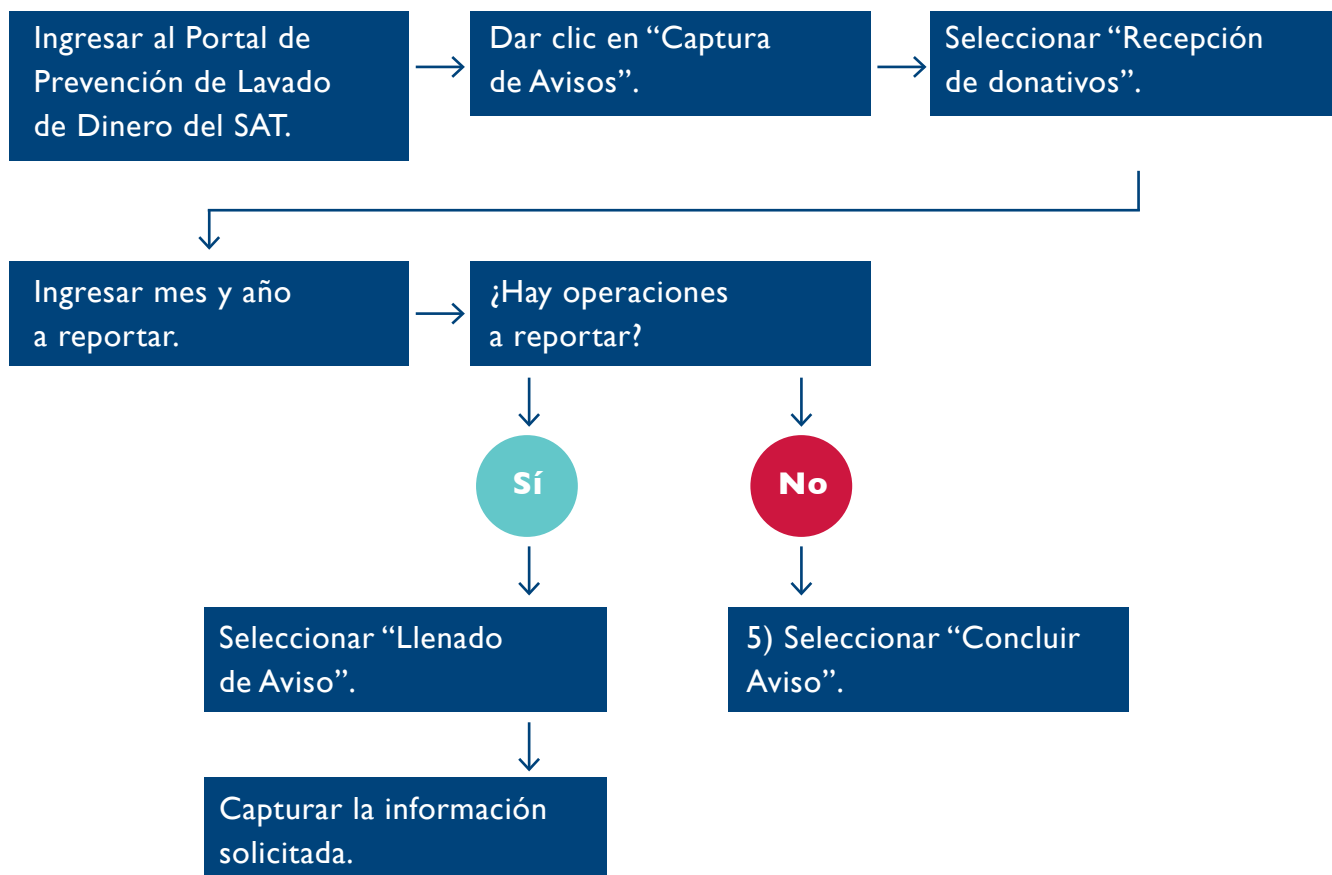 Ingresar al Portal de
Prevención de Lavado
de Dinero del SAT.
Dar clic en “Captura
de Avisos”.
Seleccionar “Recepción
de donativos”.
Ingresar mes y año
a reportar.
¿Hay operaciones
a reportar?
Sí
No
Seleccionar “Llenado
de Aviso”.
5) Seleccionar “Concluir
Aviso”.
Capturar la información
solicitada.